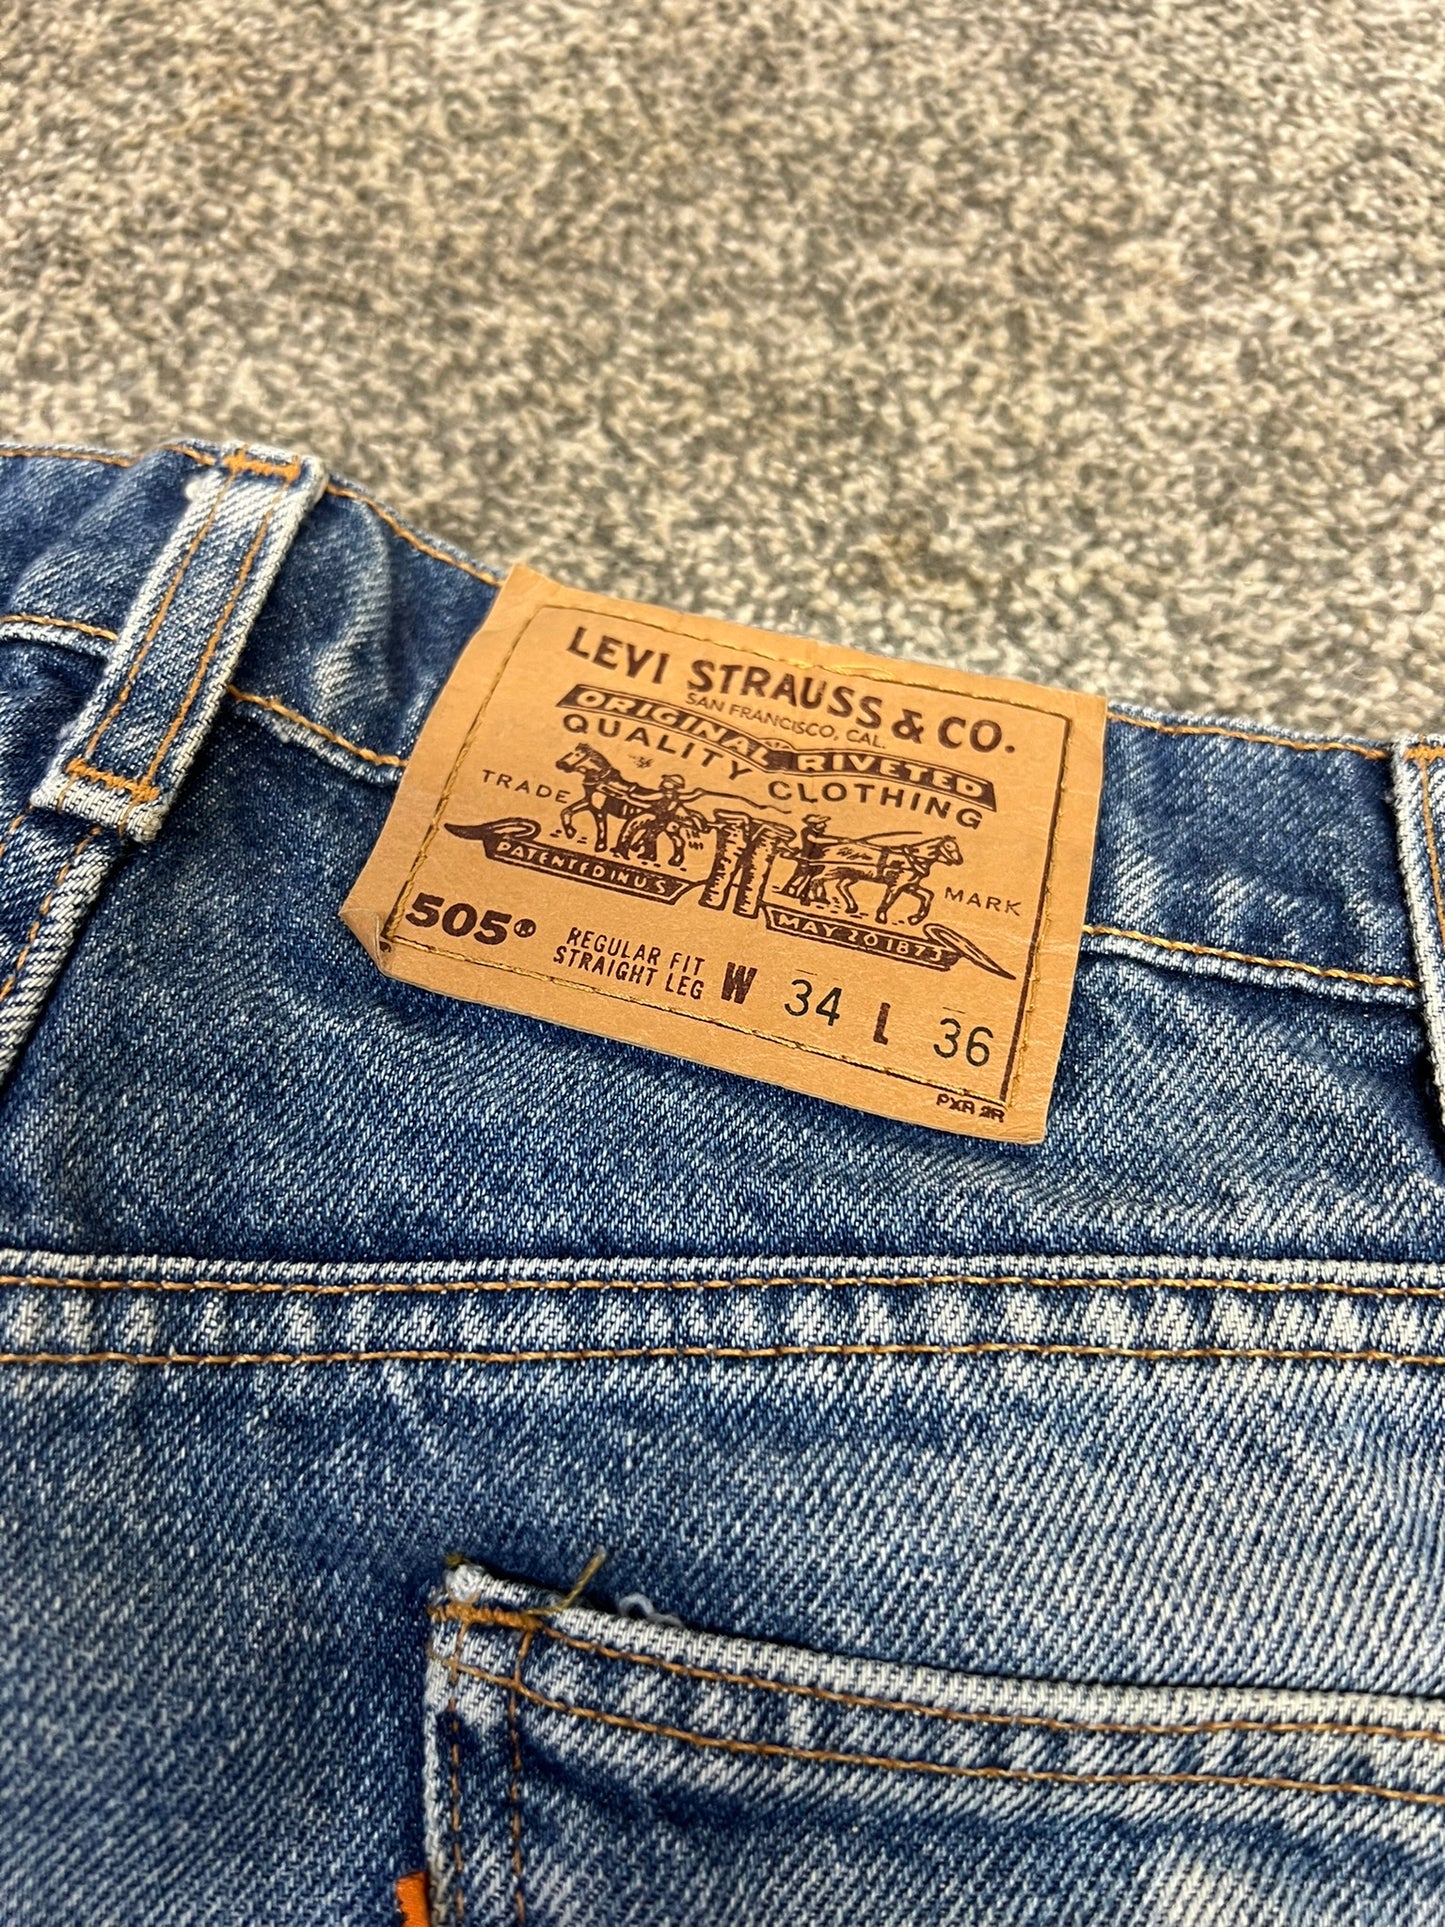 LEVI STRAUSS & CO.
SAN FRANCISCO, CAL.
ORIGINAL RIVETED
QUALITY CLOTHING
TRADE MARK
PATENTED IN U.S.
MAY 20 1873
505®
REGULAR FIT
STRAIGHT LEG
W 34 L 36
PXR 2R